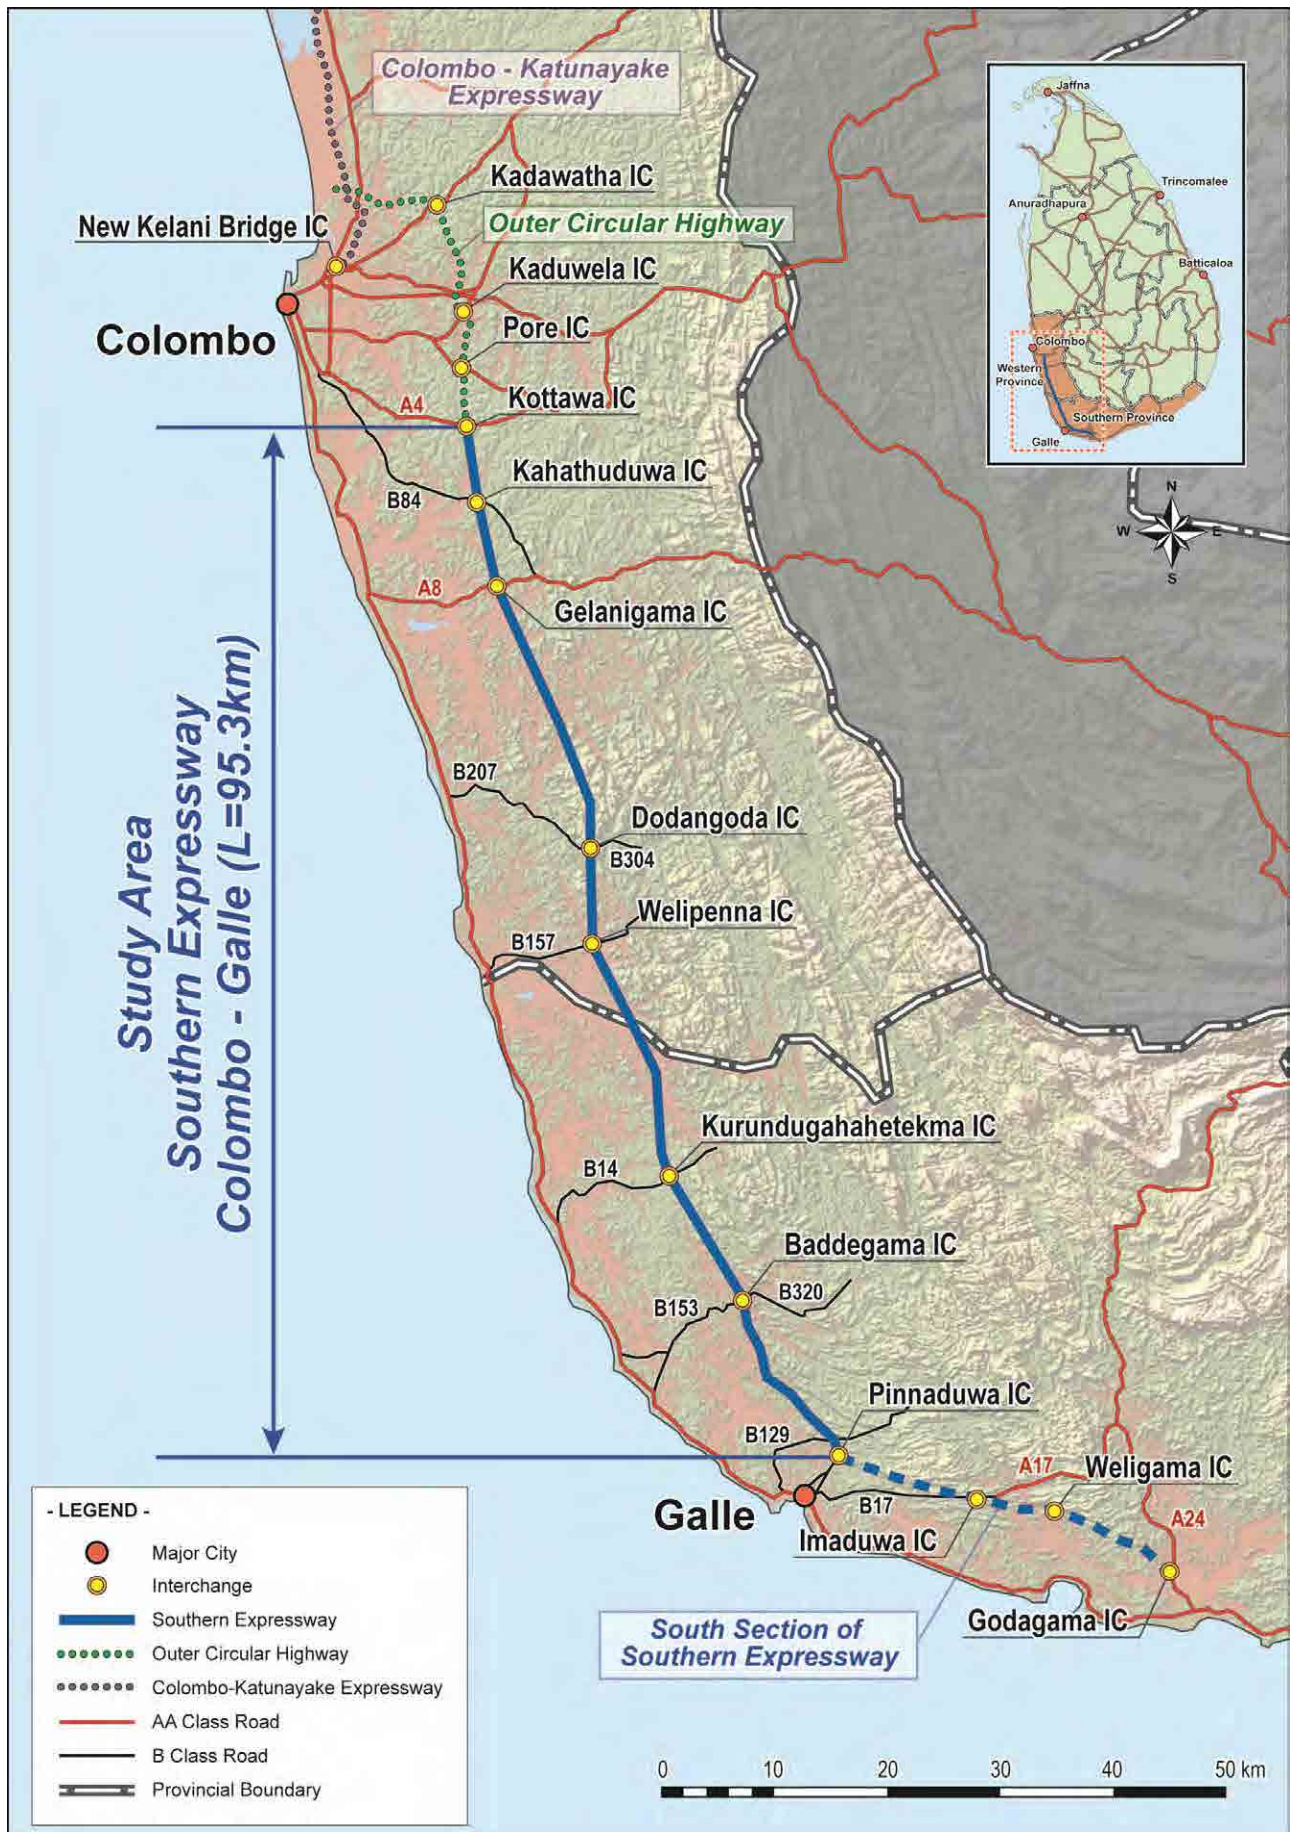 Colombo - Katunayake
Expressway
Kadawatha IC
New Kelani Bridge IC
Outer Circular Highway
Kaduwela IC
Colombo
Pore IC
A4
Kottawa IC
Kahathuduwa IC
B84
A8
Gelanigama IC
Study Area
Southern Expressway
Colombo - Galle (L=95.3km)
B207
Dodangoda IC
B304
Welipenna IC
B157
Kurundugahahetekma IC
B14
Baddegama IC
B320
B153
Pinnaduwa IC
B129
A17
Weligama IC
Galle
B17
A24
Imaduwa IC
Godagama IC
South Section of
Southern Expressway
Jaffna
Trincomalee
Anuradhapura
Batticaloa
Colombo
Western
Province
Southern Province
Galle
N
W
E
S
- LEGEND -
Major City
Interchange
Southern Expressway
Outer Circular Highway
Colombo-Katunayake Expressway
AA Class Road
B Class Road
Provincial Boundary
0 10 20 30 40 50 km